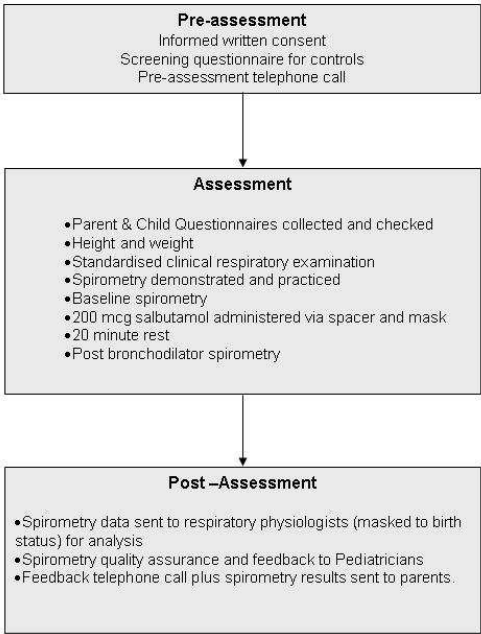 Pre-assessment
Informed written consent
Screening questionnaire for controls
Pre-assessment telephone call
Assessment
•Parent & Child Questionnaires collected and checked
•Height and weight
•Standardised clinical respiratory examination
•Spirometry demonstrated and practiced
•Baseline spirometry
•200 mcg salbutamol administered via spacer and mask
•20 minute rest
•Post bronchodilator spirometry
Post –Assessment
•Spirometry data sent to respiratory physiologists (masked to birth
status) for analysis
•Spirometry quality assurance and feedback to Pediatricians
•Feedback telephone call plus spirometry results sent to parents.